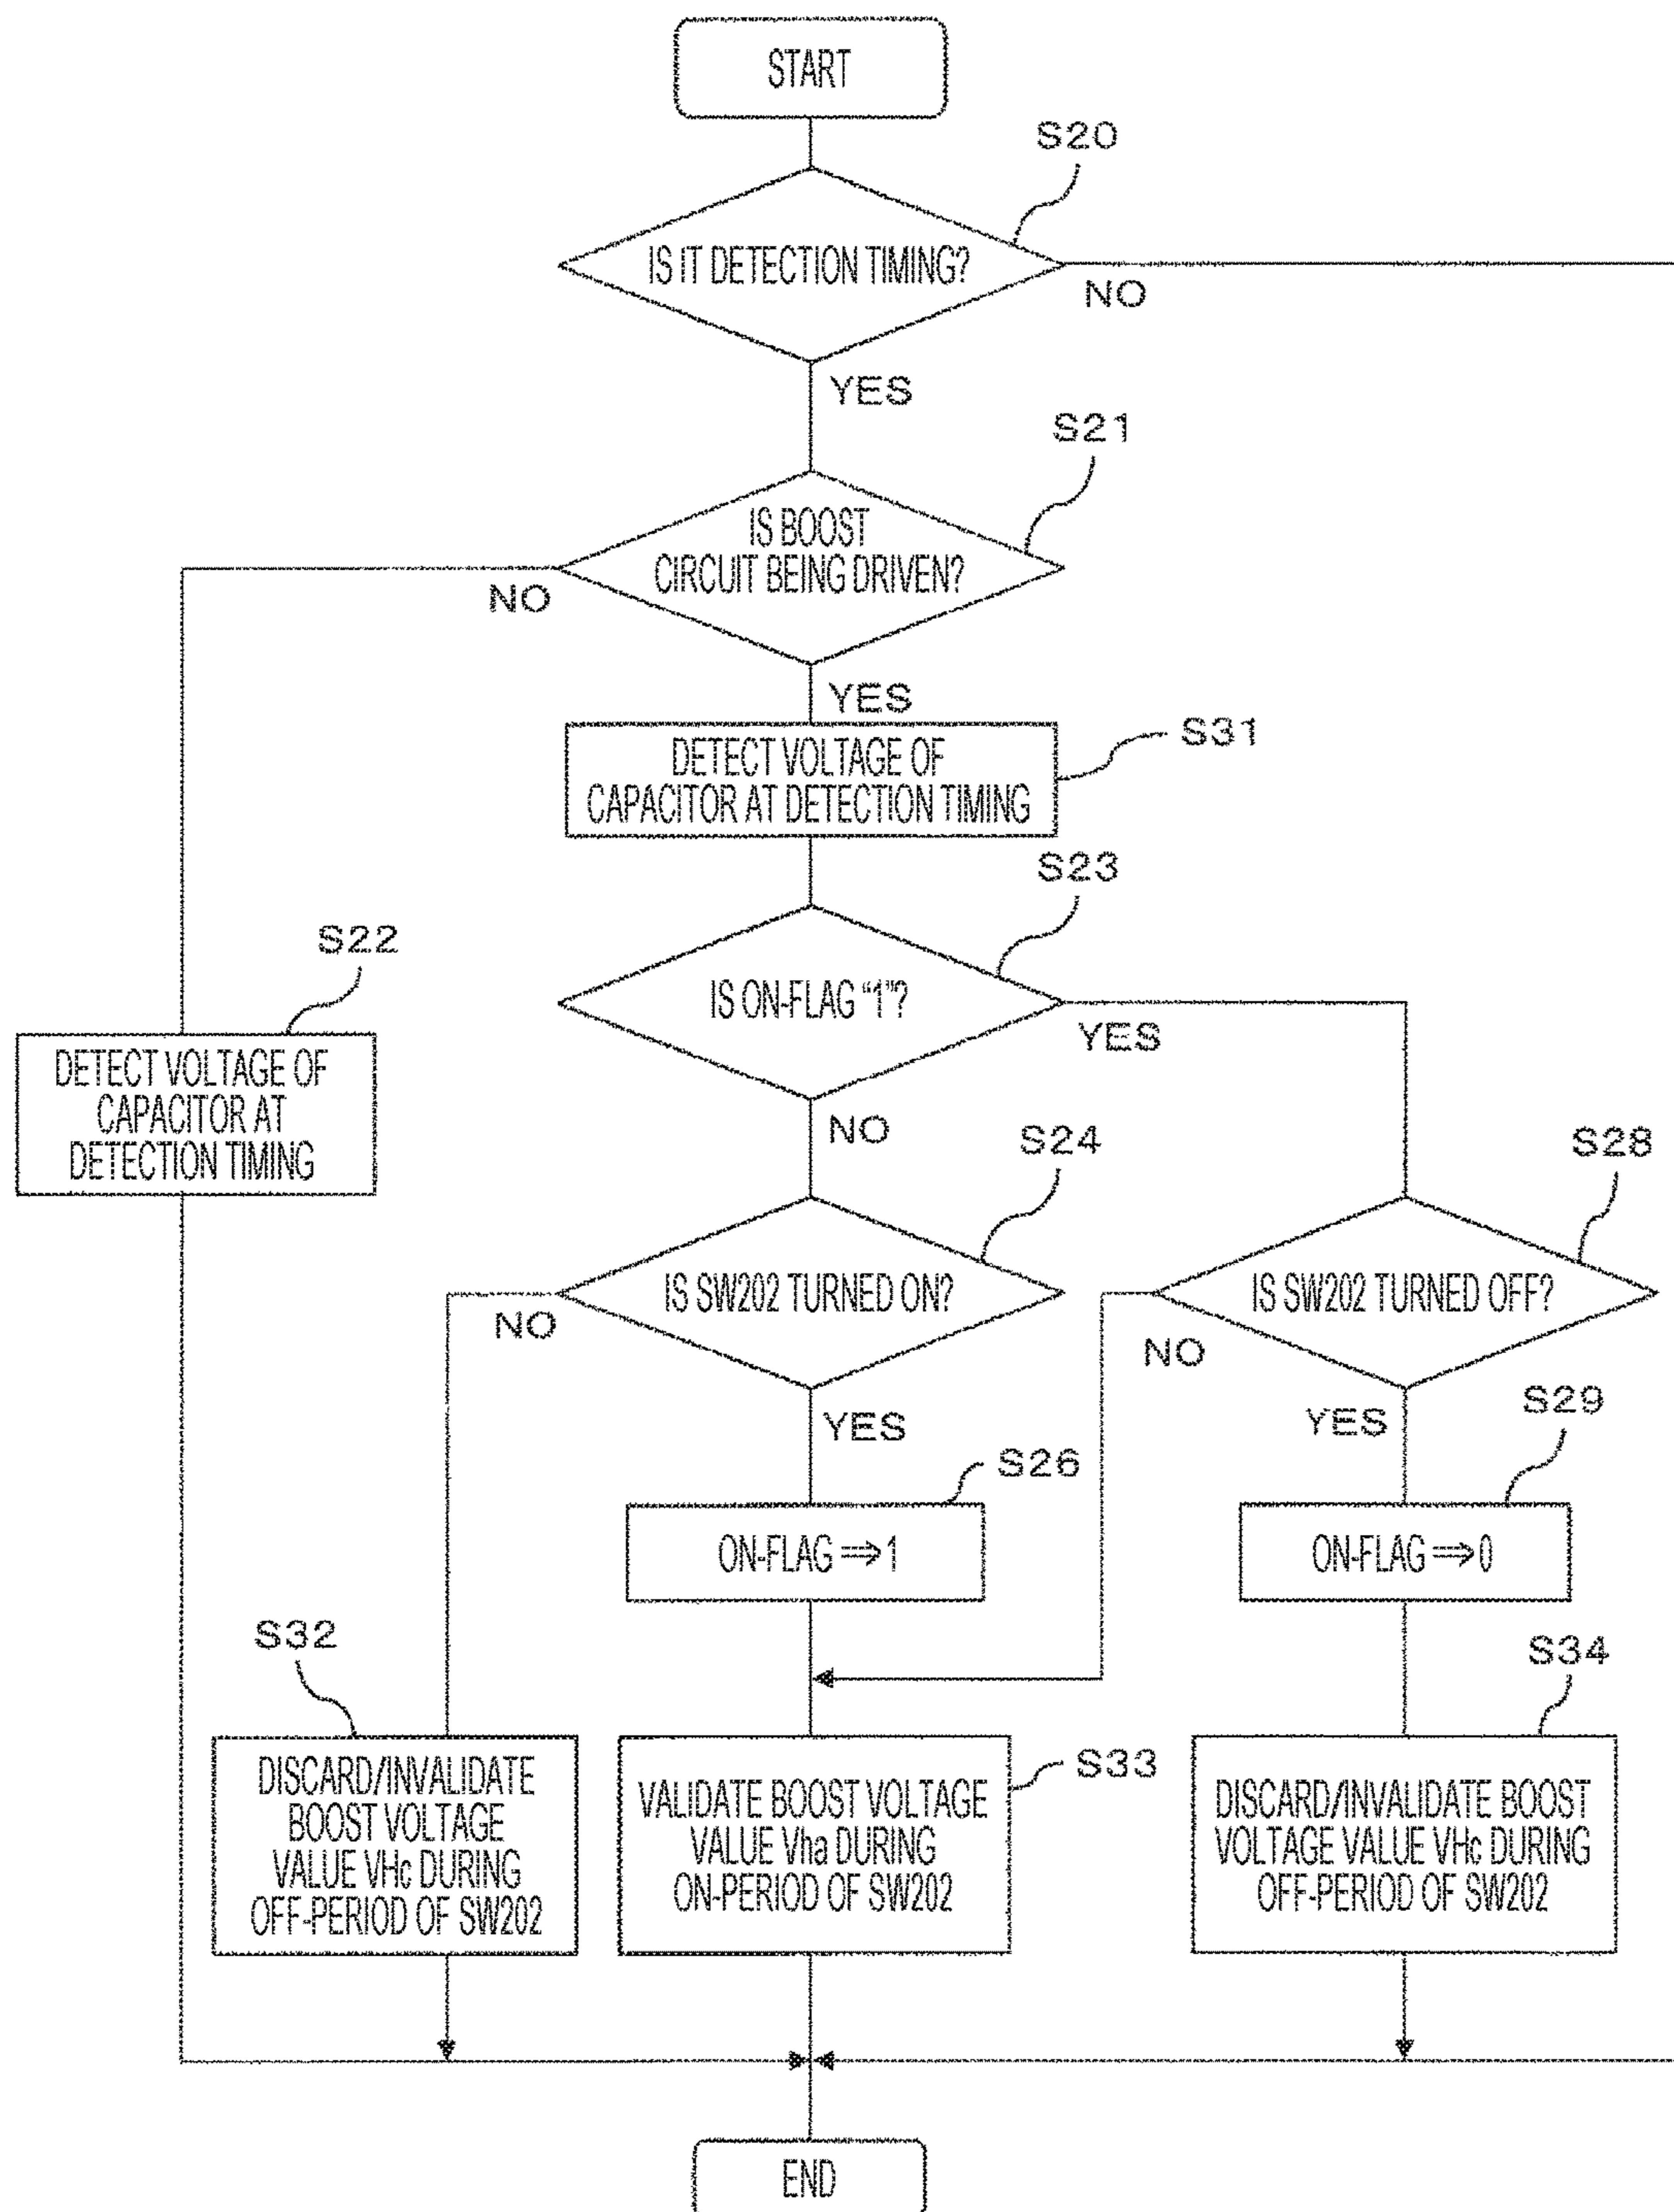 START
S20
IS IT DETECTION TIMING?
NO
YES
S21
IS BOOST
CIRCUIT BEING DRIVEN?
NO
YES
S31
DETECT VOLTAGE OF
CAPACITOR AT DETECTION TIMING
S23
S22
IS ON-FLAG “1”?
YES
DETECT VOLTAGE OF
CAPACITOR AT
DETECTION TIMING
NO
S24
S28
IS SW202 TURNED ON?
NO
IS SW202 TURNED OFF?
NO
YES
S26
YES
S29
ON-FLAG ⇒ 1
ON-FLAG ⇒ 0
S32
S34
DISCARD/INVALIDATE
BOOST VOLTAGE
VALUE VHc DURING
OFF-PERIOD OF SW202
S33
VALIDATE BOOST VOLTAGE
VALUE Vha DURING
ON-PERIOD OF SW202
DISCARD/INVALIDATE BOOST
VOLTAGE VALUE VHc DURING
OFF-PERIOD OF SW202
END